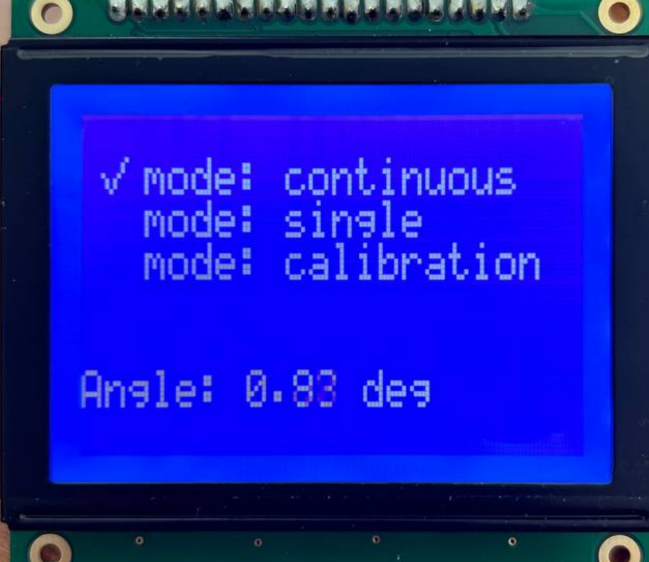 ✓ mode: continuous
mode: single
mode: calibration
Angle: 0.83 deg